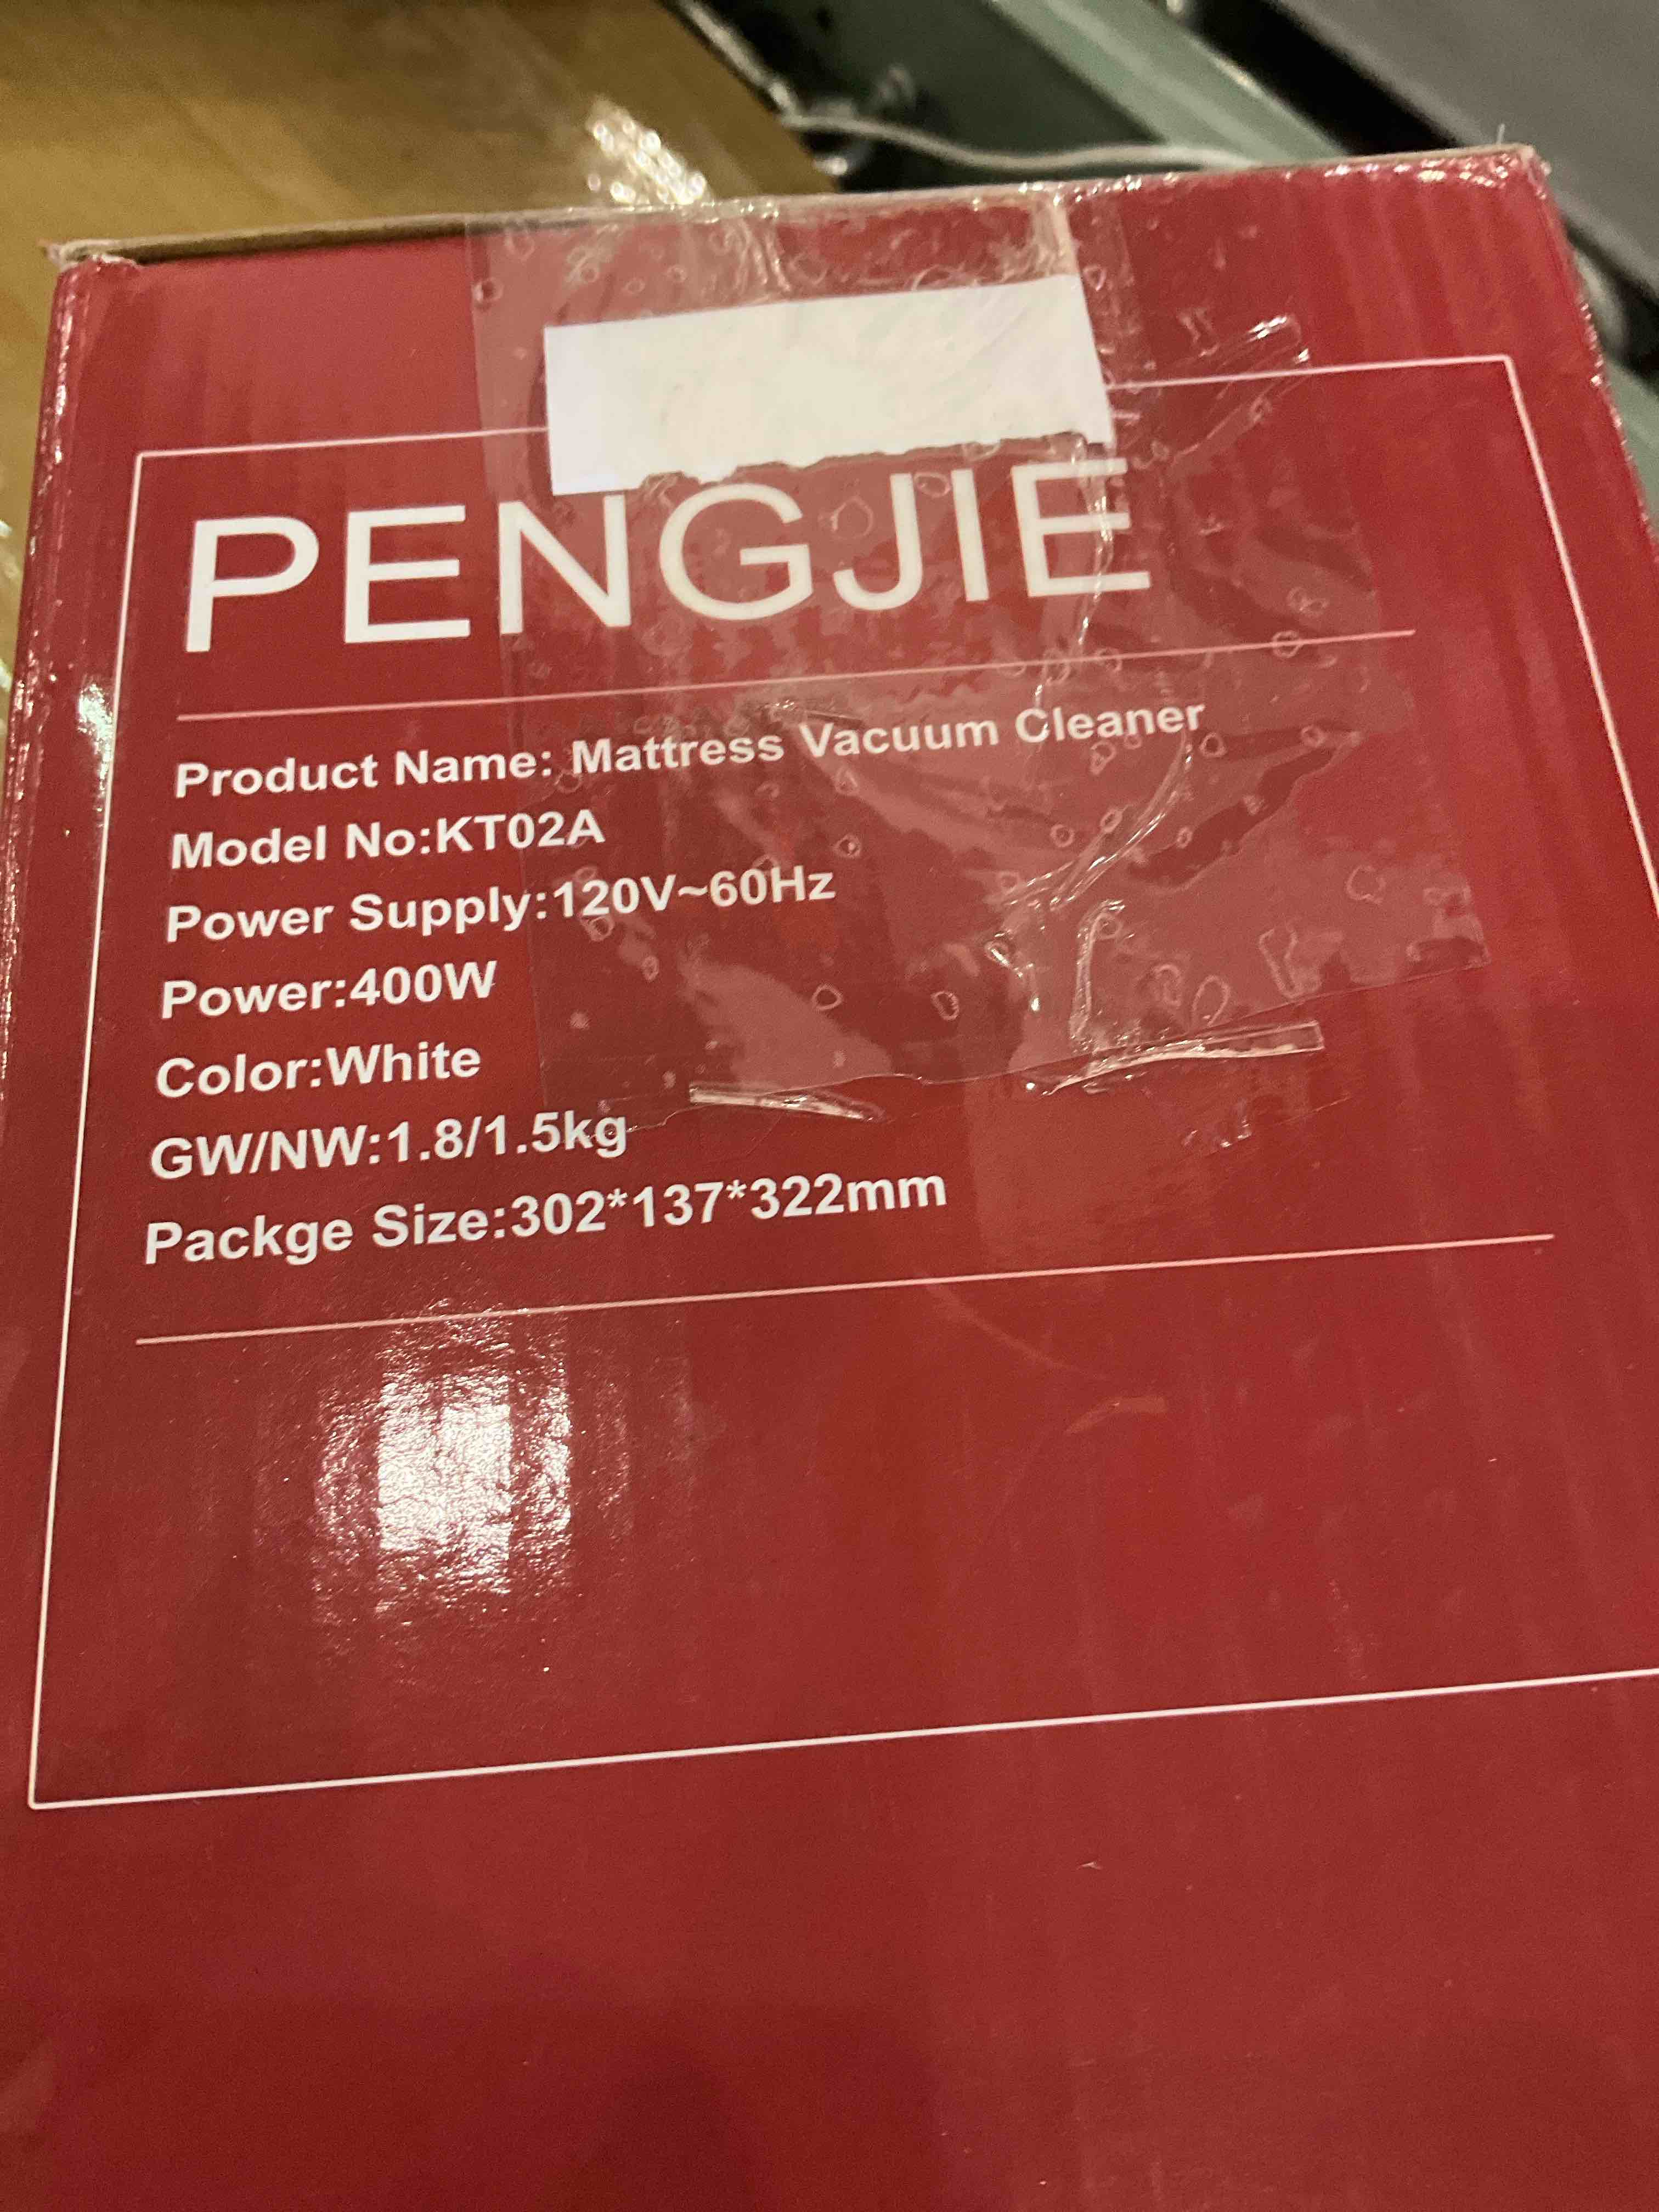 PENGJIE
Product Name: Mattress Vacuum Cleaner
Model No:KT02A
Power Supply:120V~60Hz
Power:400W
Color:White
GW/NW:1.8/1.5kg
Packge Size:302*137*322mm